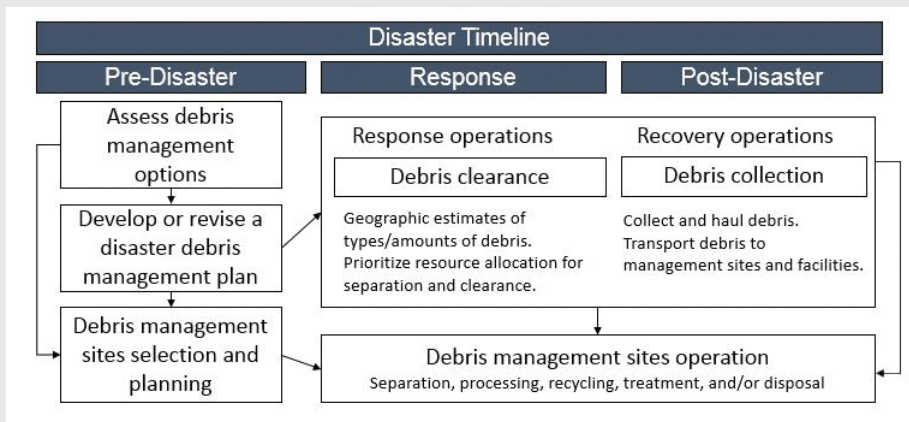 Disaster Timeline
Pre-Disaster
Response
Post-Disaster
Assess debris
management
options
Develop or revise a
disaster debris
management plan
Debris management
sites selection and
planning
Response operations
Debris clearance
Geographic estimates of
types/amounts of debris.
Prioritize resource allocation for
separation and clearance.
Recovery operations
Debris collection
Collect and haul debris.
Transport debris to
management sites and facilities.
Debris management sites operation
Separation, processing, recycling, treatment, and/or disposal